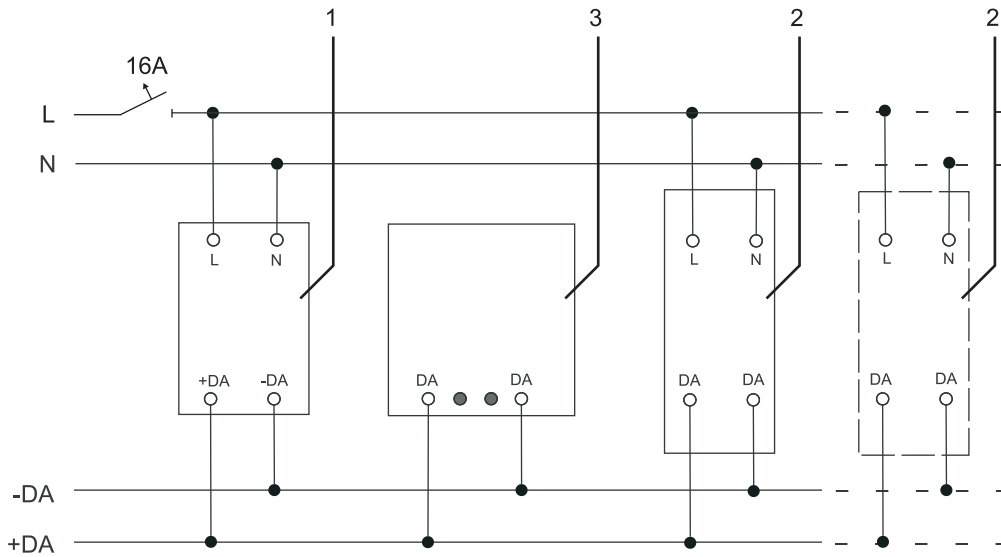 1 3 2 2
16A
L
N
L N L N L N
+DA -DA DA DA DA DA DA DA
-DA
+DA